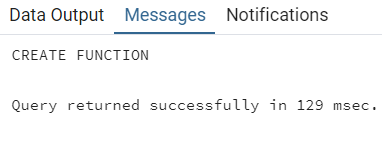 Data Output Messages Notifications
CREATE FUNCTION
Query returned successfully in 129 msec.